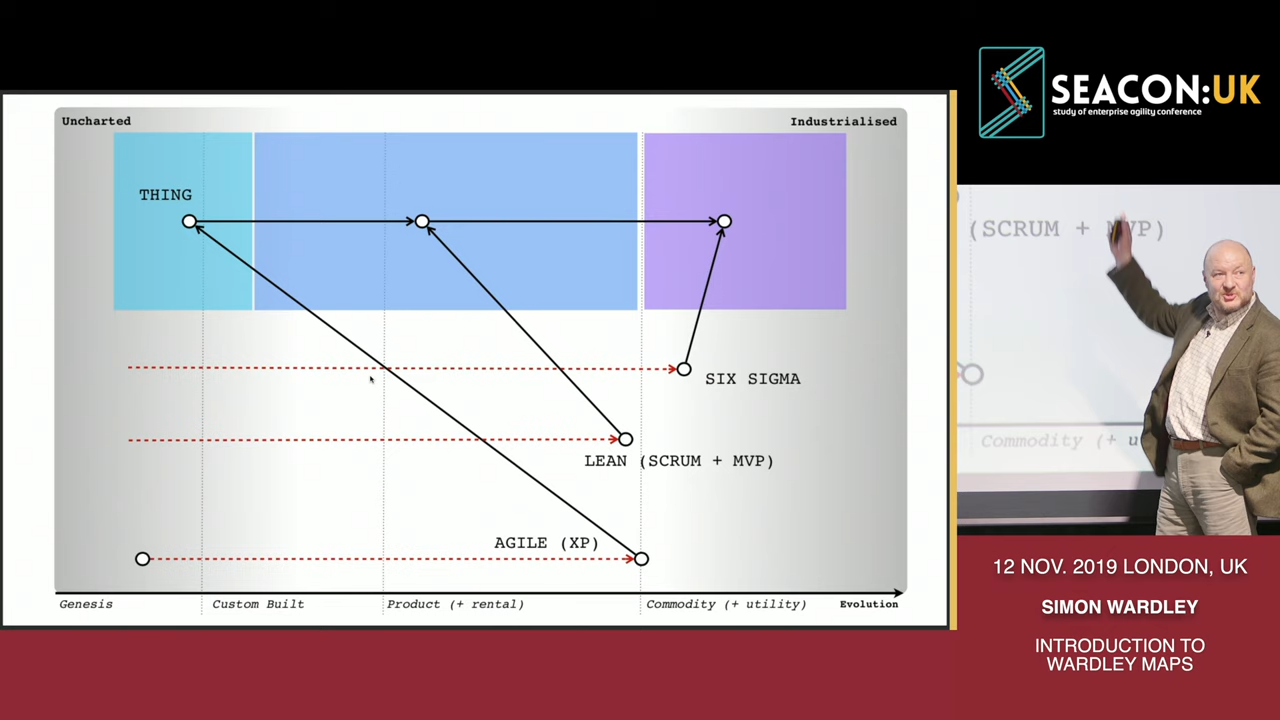 Uncharted
Industrialised
THING
SIX SIGMA
LEAN (SCRUM + MVP)
AGILE (XP)
Genesis
Custom Built
Product (+ rental)
Commodity (+ utility)
Evolution
SEACON:UK
study of enterprise agility conference
(SCRUM + MVP)
Commodity (+ u
12 NOV. 2019 LONDON, UK
SIMON WARDLEY
INTRODUCTION TO
WARDLEY MAPS